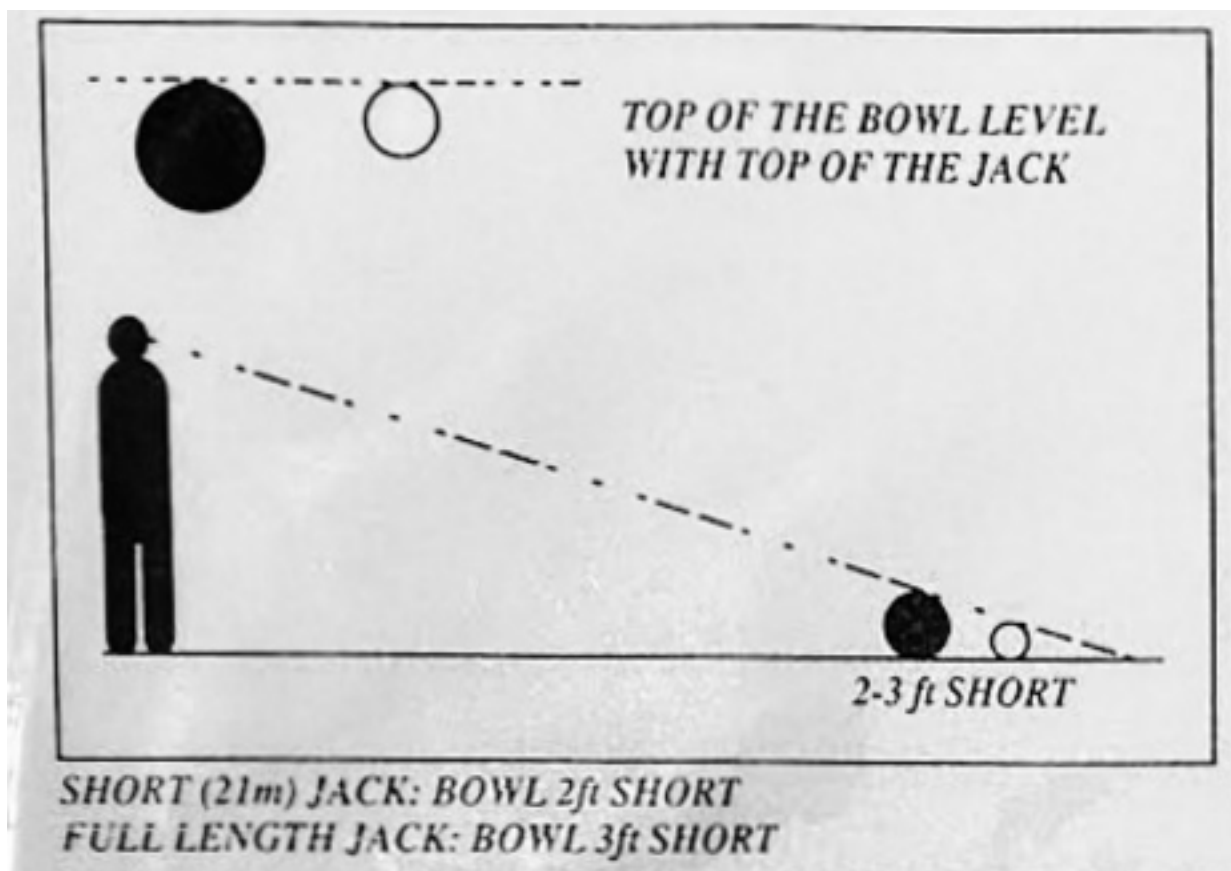 TOP OF THE BOWL LEVEL
WITH TOP OF THE JACK
2-3 ft SHORT
SHORT (21m) JACK: BOWL 2ft SHORT
FULL LENGTH JACK: BOWL 3ft SHORT